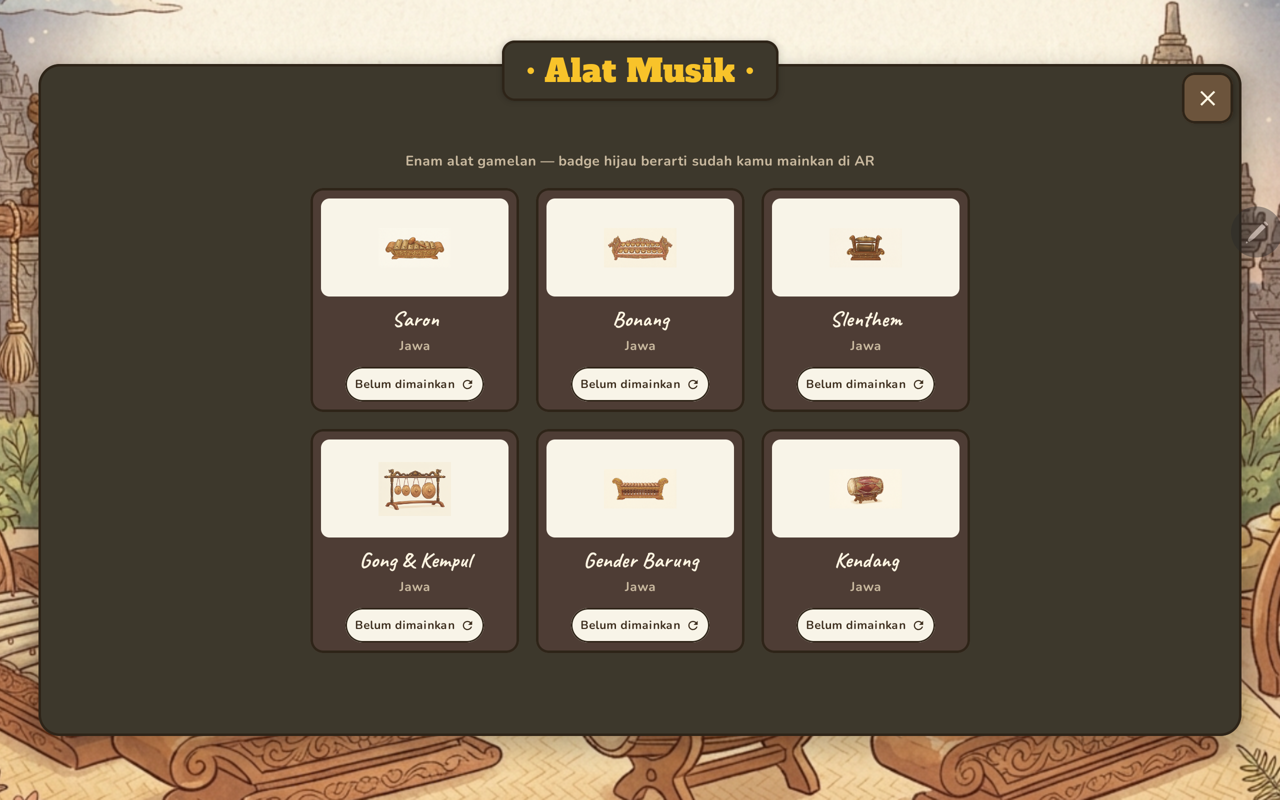 • Alat Musik •
Enam alat gamelan — badge hijau berarti sudah kamu mainkan di AR
Saron
Jawa
Belum dimainkan
Bonang
Jawa
Belum dimainkan
Slenthem
Jawa
Belum dimainkan
Gong & Kempul
Jawa
Belum dimainkan
Gender Barung
Jawa
Belum dimainkan
Kendang
Jawa
Belum dimainkan